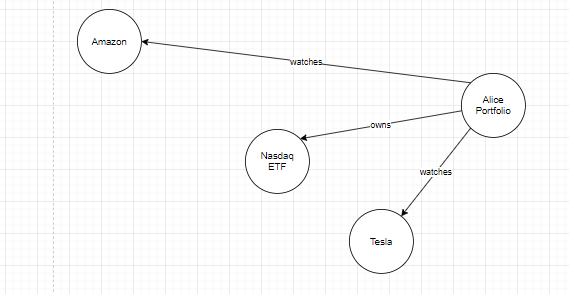 Amazon
watches
Alice
Portfolio
owns
Nasdaq
ETF
watches
Tesla